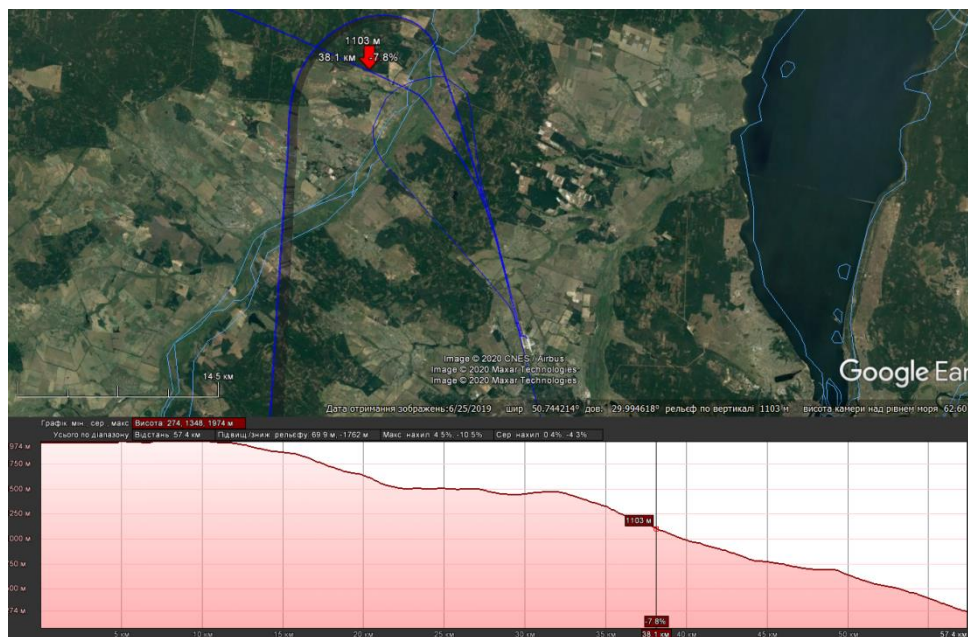 1103 м
38.1 км -7.8%
14.5 км
Image © 2020 CNES / Airbus
Image © 2020 Maxar Technologies
Image © 2020 Maxar Technologies
Google Ear
Дата отримання зображень:6/25/2019 шир 50.744214° дов: 29.994618° рельєф по вертикалі 1103 м висота камери над рівнем моря 62.60
Графік мін. сер. макс Висота 274, 1348, 1974 м
Усього по діапазону Відстань 57.4 км Підвищ/зниж рельєфу 69.9 м, -1762 м Макс нахил 4.5%, -10.5% Сер нахил 0.4%, -4.3%
974 м
750 м
500 м
250 м
000 м
750 м
500 м
274 м
1103 м
-7.8%
5 км 10 км 15 км 20 км 25 км 30 км 35 км 38.1 км 40 км 45 км 50 км 57.4 км